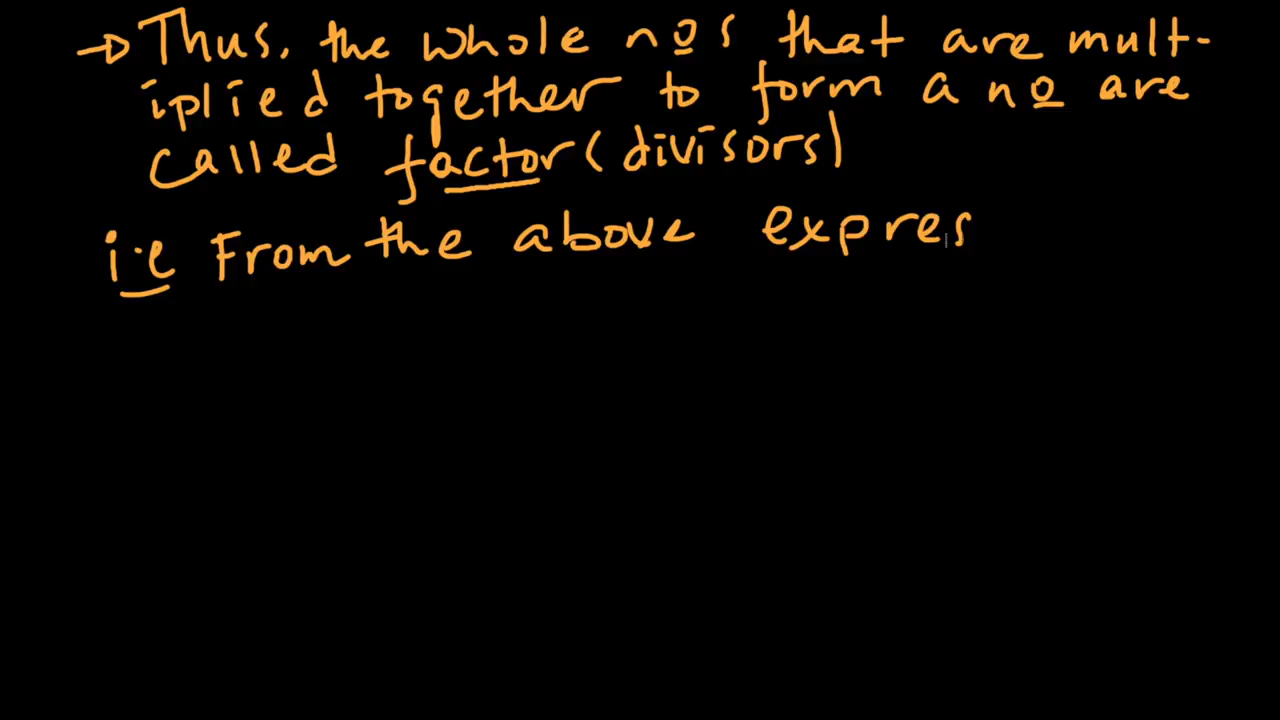 → Thus, the whole nos that are mult-
iplied together to form a no are
called factor (divisors)
i.e From the above expres